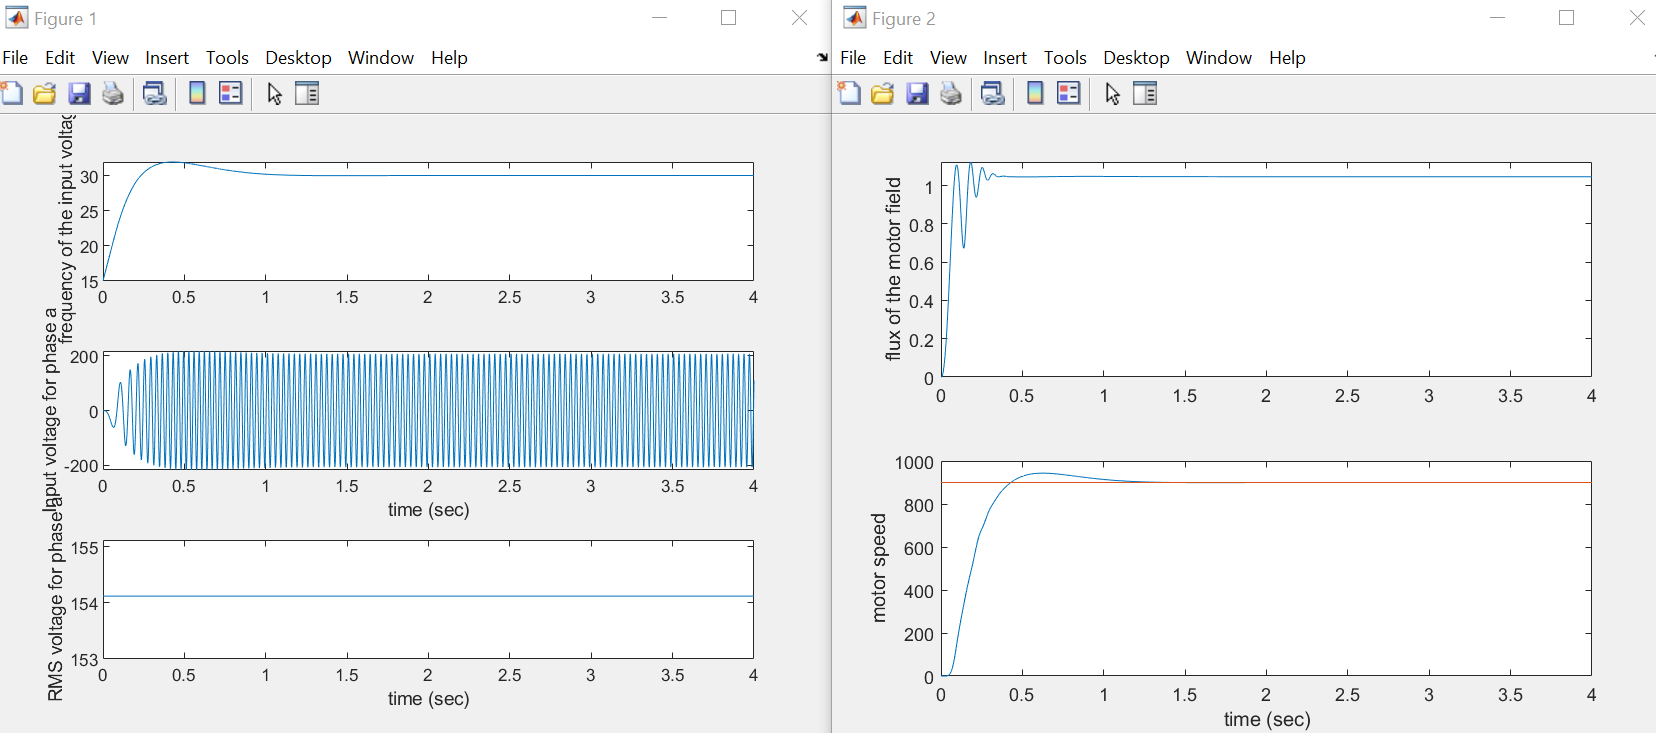 Figure 1
File Edit View Insert Tools Desktop Window Help
frequency of the input
30
25
20
15
0 0.5 1 1.5 2 2.5 3 3.5 4
Input voltage for phase a
200
0
-200
0 0.5 1 1.5 2 2.5 3 3.5 4
time (sec)
RMS voltage for phase a
155
154
153
0 0.5 1 1.5 2 2.5 3 3.5 4
time (sec)
Figure 2
File Edit View Insert Tools Desktop Window Help
flux of the motor field
1
0.8
0.6
0.4
0.2
0
0 0.5 1 1.5 2 2.5 3 3.5 4
motor speed
1000
800
600
400
200
0
0 0.5 1 1.5 2 2.5 3 3.5 4
time (sec)